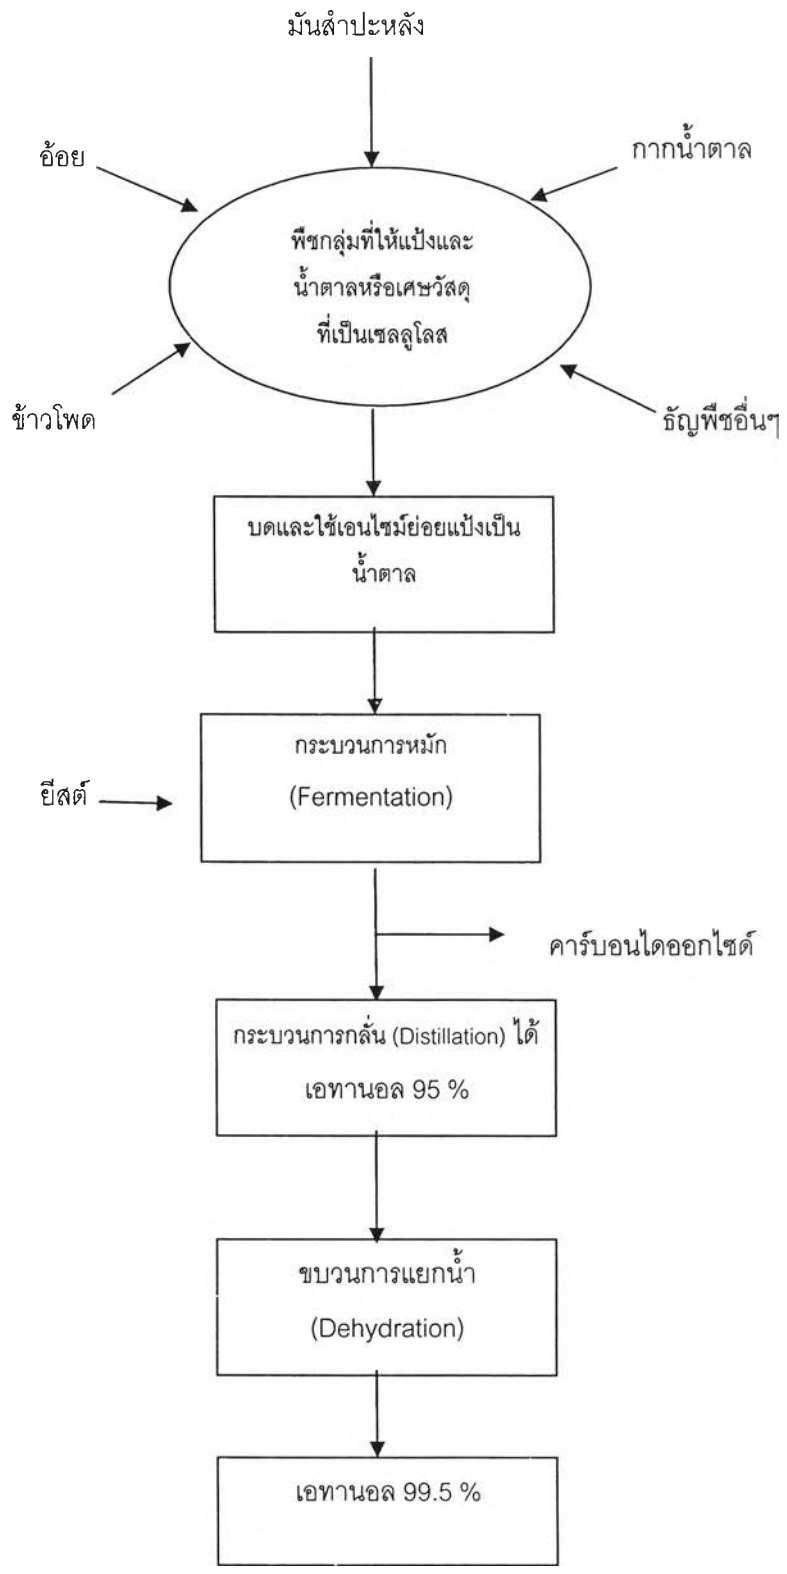 มันสำปะหลัง
อ้อย
กากน้ำตาล
พืชกลุ่มที่ให้แป้งและ
น้ำตาลหรือเศษวัสดุ
ที่เป็นเซลลูโลส
ข้าวโพด
ธัญพืชอื่นๆ
บดและใช้เอนไซม์ย่อยแป้งเป็น
น้ำตาล
กระบวนการหมัก
(Fermentation)
ยีสต์
คาร์บอนไดออกไซด์
กระบวนการกลั่น (Distillation) ได้
เอทานอล 95 %
ขบวนการแยกน้ำ
(Dehydration)
เอทานอล 99.5 %